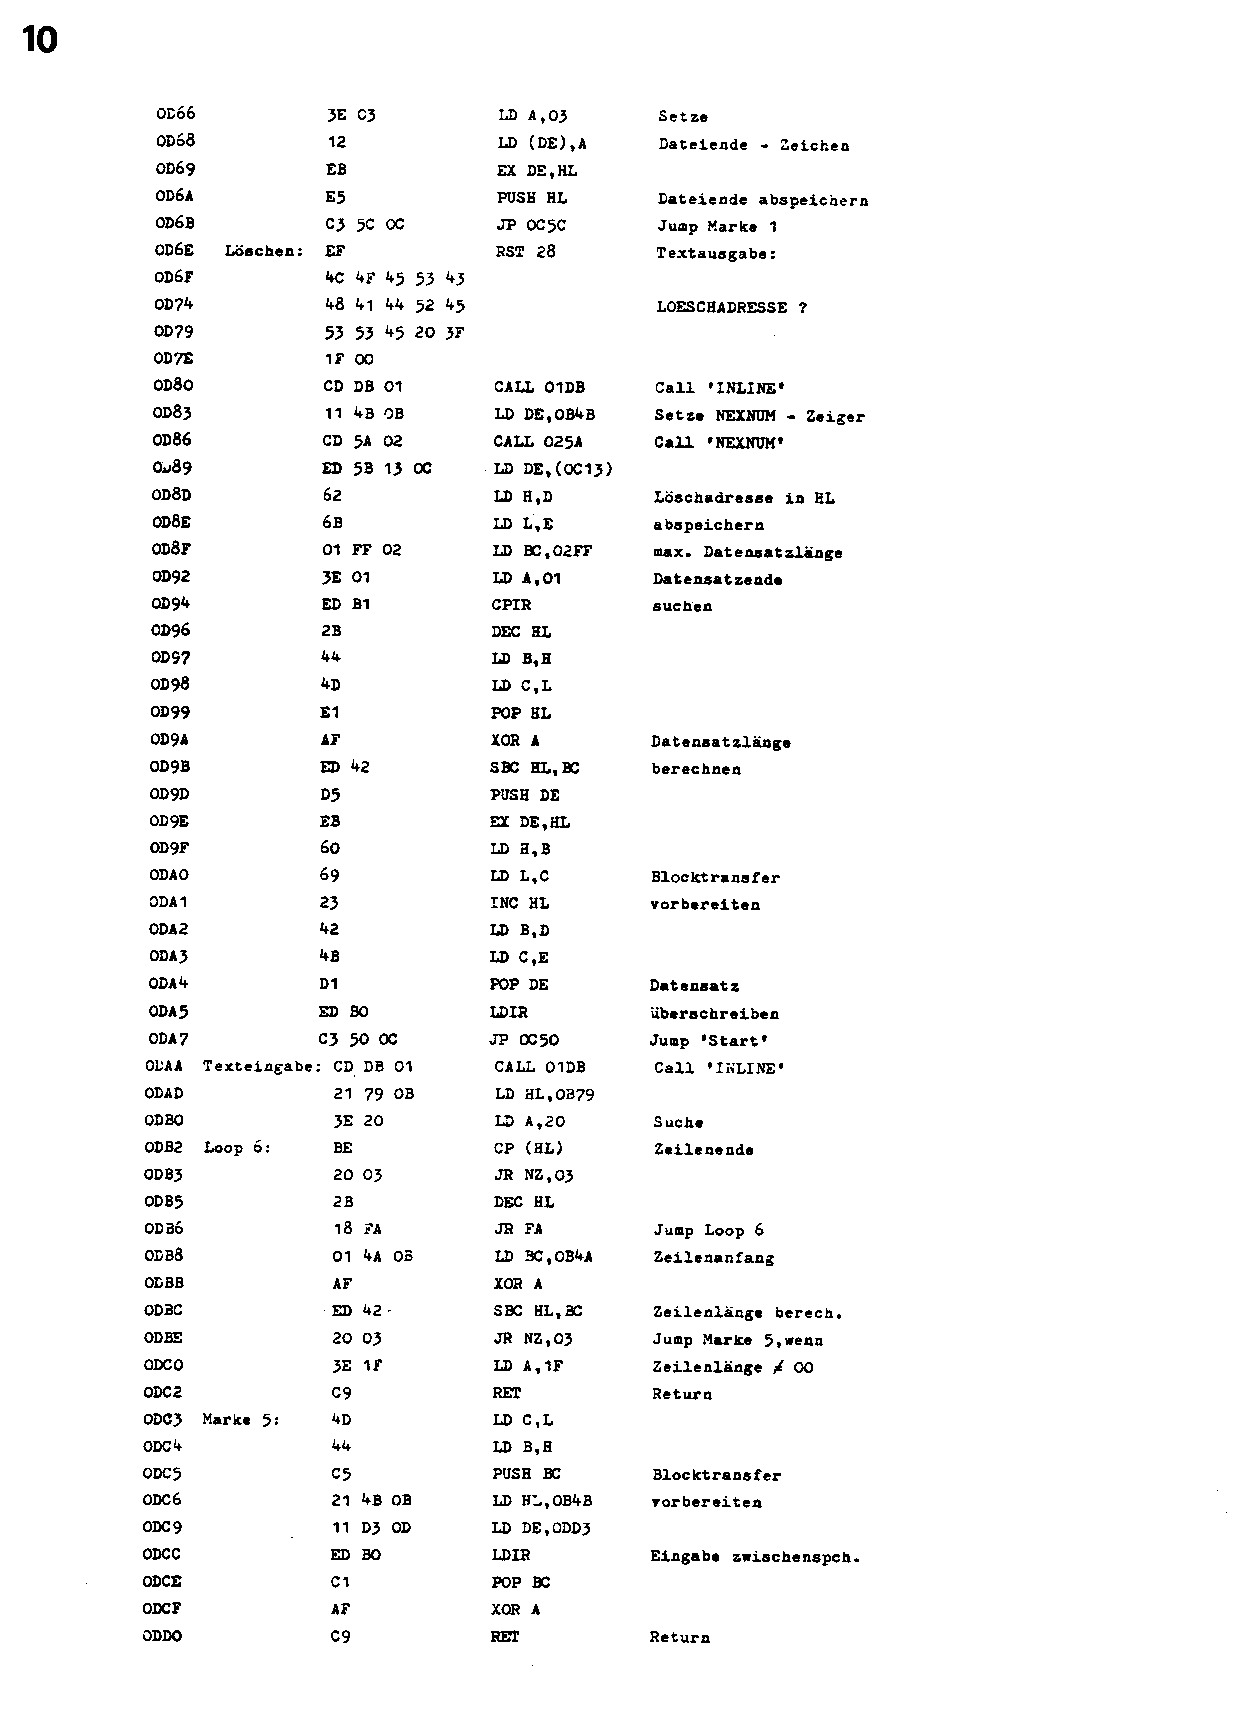 10
0D66 3E 03 LD A,03 Setze
0D68 12 LD (DE),A Dateiende - Zeichen
0D69 EB EX DE,HL
0D6A E5 PUSH HL Dateiende abspeichern
0D6B C3 5C 0C JP 0C5C Jump Marke 1
0D6E Löschen: EF RST 28 Textausgabe:
0D6F 4C 4F 45 53 43
0D74 48 41 44 52 45 LOESCHADRESSE ?
0D79 53 53 45 20 3F
0D7E 1F 00
0D80 CD DB 01 CALL 01DB Call 'INLINE'
0D83 11 4B 0B LD DE,0B4B Setze NEXNUM - Zeiger
0D86 CD 5A 02 CALL 025A Call 'NEXNUM'
0D89 ED 5B 13 0C LD DE,(0C13)
0D8D 62 LD H,D Löschadresse in HL
0D8E 6B LD L,E abspeichern
0D8F 01 FF 02 LD BC,02FF max. Datensatzlänge
0D92 3E 01 LD A,01 Datensatzende
0D94 ED B1 CPIR suchen
0D96 2B DEC HL
0D97 44 LD B,H
0D98 4D LD C,L
0D99 E1 POP HL
0D9A AF XOR A Datensatzlänge
0D9B ED 42 SBC HL,BC berechnen
0D9D D5 PUSH DE
0D9E EB EX DE,HL
0D9F 60 LD H,B
0DA0 69 LD L,C Blocktransfer
0DA1 23 INC HL vorbereiten
0DA2 42 LD B,D
0DA3 4B LD C,E
0DA4 D1 POP DE Datensatz
0DA5 ED B0 LDIR überschreiben
0DA7 C3 50 0C JP 0C50 Jump 'Start'
0DAA Texteingabe: CD DB 01 CALL 01DB Call 'INLINE'
0DAD 21 79 0B LD HL,0B79
0DB0 3E 20 LD A,20 Suche
0DB2 Loop 6: BE CP (HL) Zeilenende
0DB3 20 03 JR NZ,03
0DB5 2B DEC HL
0DB6 18 FA JR FA Jump Loop 6
0DB8 01 4A 0B LD BC,0B4A Zeilenanfang
0DBB AF XOR A
0DBC ED 42 SBC HL,BC Zeilenlänge berech.
0DBE 20 03 JR NZ,03 Jump Marke 5,wenn
0DC0 3E 1F LD A,1F Zeilenlänge ≠ 00
0DC2 C9 RET Return
0DC3 Marke 5: 4D LD C,L
0DC4 44 LD B,H
0DC5 C5 PUSH BC Blocktransfer
0DC6 21 4B 0B LD HL,0B4B vorbereiten
0DC9 11 D3 0D LD DE,0DD3
0DCC ED B0 LDIR Eingabe zwischenspch.
0DCE C1 POP BC
0DCF AF XOR A
0DD0 C9 RET Return